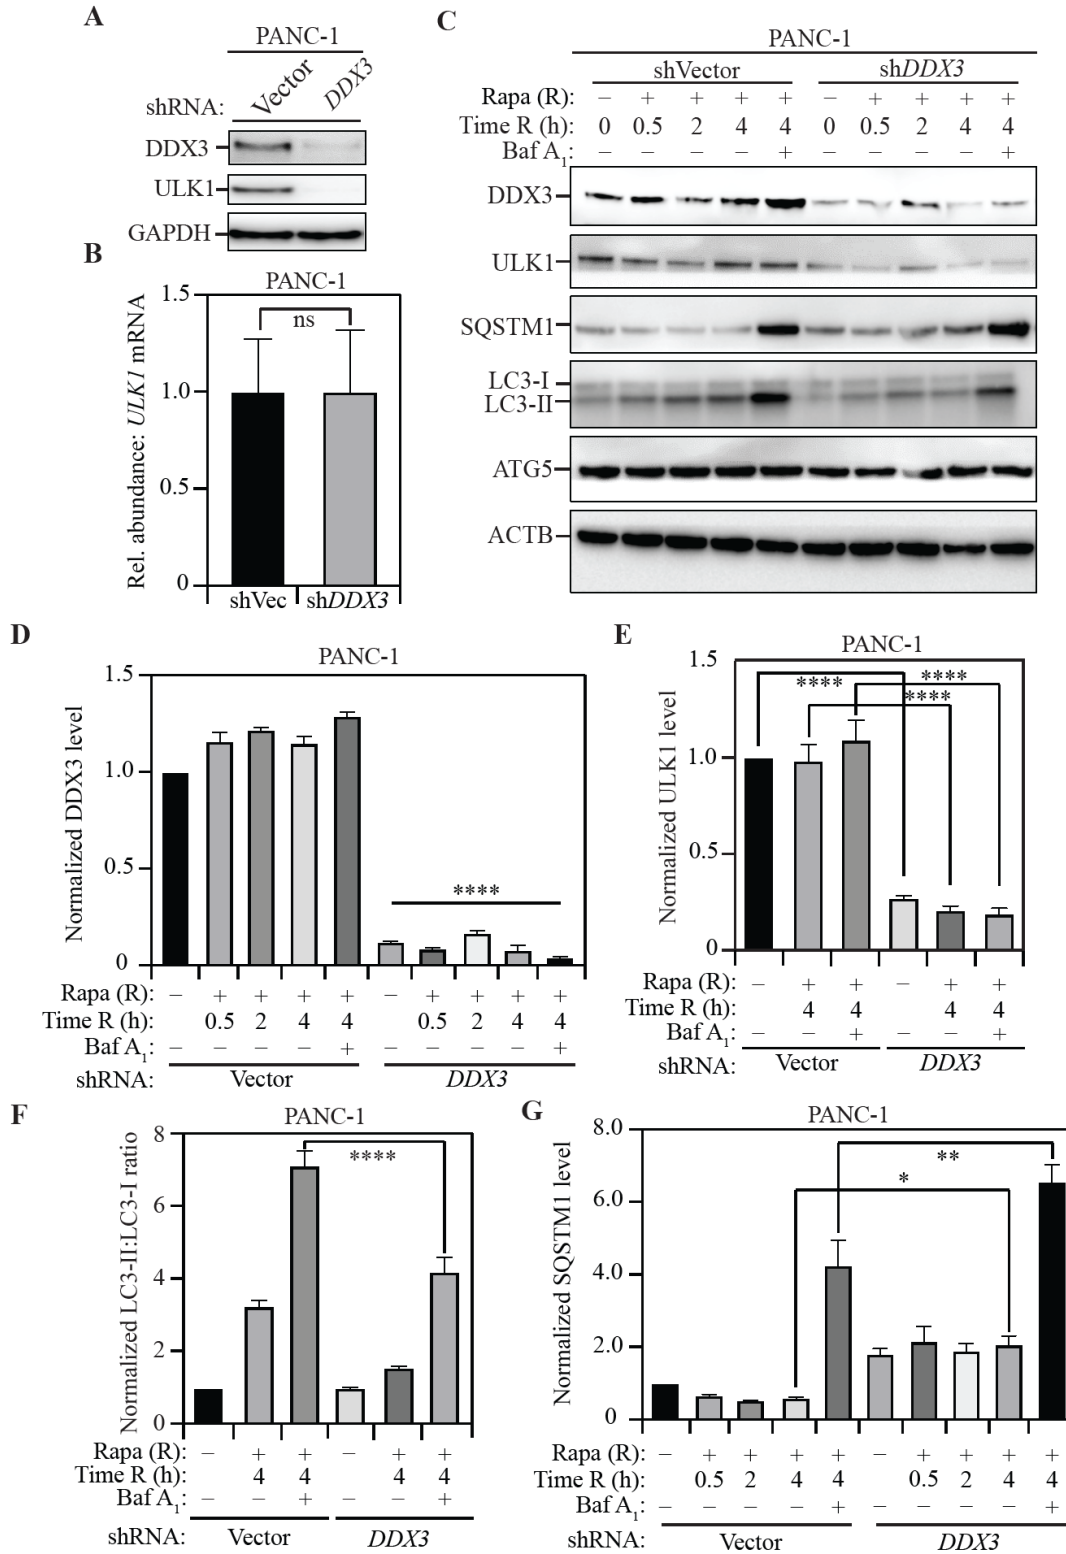 A
PANC-1
shRNA: Vector DDX3
DDX3
ULK1
GAPDH
B
PANC-1
Rel. abundance: ULK1 mRNA
1.5
1.0
0.5
0
ns
shVec shDDX3
C
PANC-1
shVector shDDX3
Rapa (R): – + + + + – + + + +
Time R (h): 0 0.5 2 4 4 0 0.5 2 4 4
Baf A1: – – – – + – – – – +
DDX3
ULK1
SQSTM1
LC3-I
LC3-II
ATG5
ACTB
D
PANC-1
Normalized DDX3 level
1.5
1.0
0.5
0
****
Rapa (R): – + + + + – + + + +
Time R (h): 0.5 2 4 4 0.5 2 4 4
Baf A1: – – – – + – – – – +
shRNA: Vector DDX3
E
PANC-1
Normalized ULK1 level
1.5
1.0
0.5
0
**** ****
****
Rapa (R): – + + – + +
Time R (h): 4 4 4 4
Baf A1: – – + – – +
shRNA: Vector DDX3
F
PANC-1
Normalized LC3-II:LC3-I ratio
8
6
4
2
0
****
Rapa (R): – + + – + +
Time R (h): 4 4 4 4
Baf A1: – – + – – +
shRNA: Vector DDX3
G
PANC-1
Normalized SQSTM1 level
8.0
6.0
4.0
2.0
0
**
*
Rapa (R): – + + + + – + + + +
Time R (h): 0.5 2 4 4 0.5 2 4 4
Baf A1: – – – – + – – – – +
shRNA: Vector DDX3